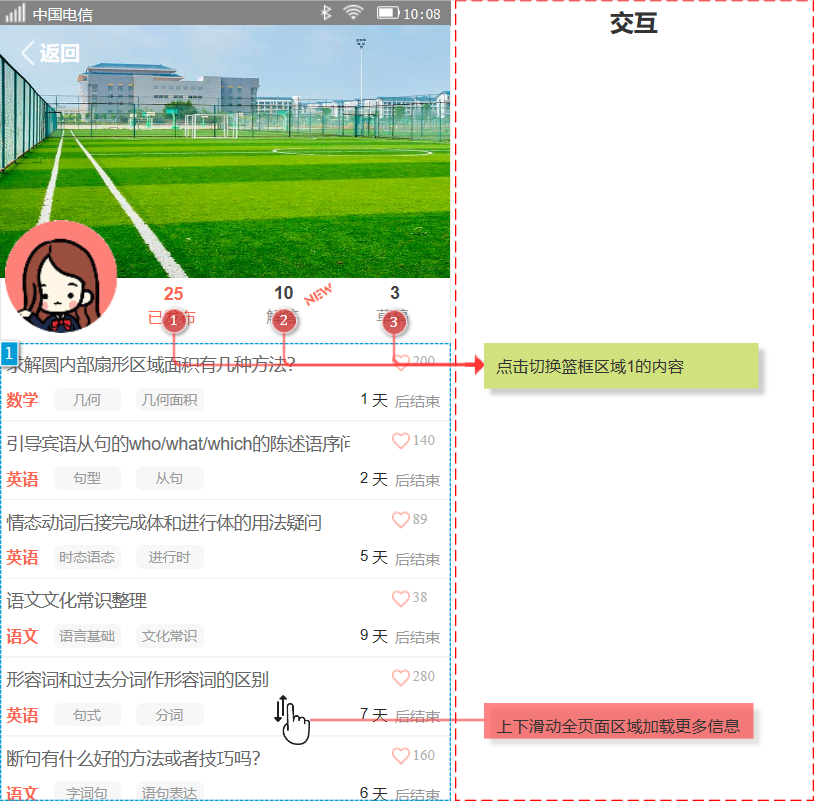 中国电信
10:08
交互
返回
25
10
NEW
3
1
2
3
1
求解圆内部扇形区域面积有几种方法?
200
点击切换篮框区域1的内容
数学
几何
几何面积
1 天 后结束
引导宾语从句的who/what/which的陈述语序
140
英语
句型
从句
2 天 后结束
情态动词后接完成体和进行体的用法疑问
89
英语
时态语态
进行时
5 天 后结束
语文文化常识整理
38
语文
语言基础
文化常识
9 天 后结束
形容词和过去分词作形容词的区别
280
英语
句式
分词
7 天 后结束
上下滑动全页面区域加载更多信息
断句有什么好的方法或者技巧吗?
160
语文
字词句
语句表达
6 天 后结束